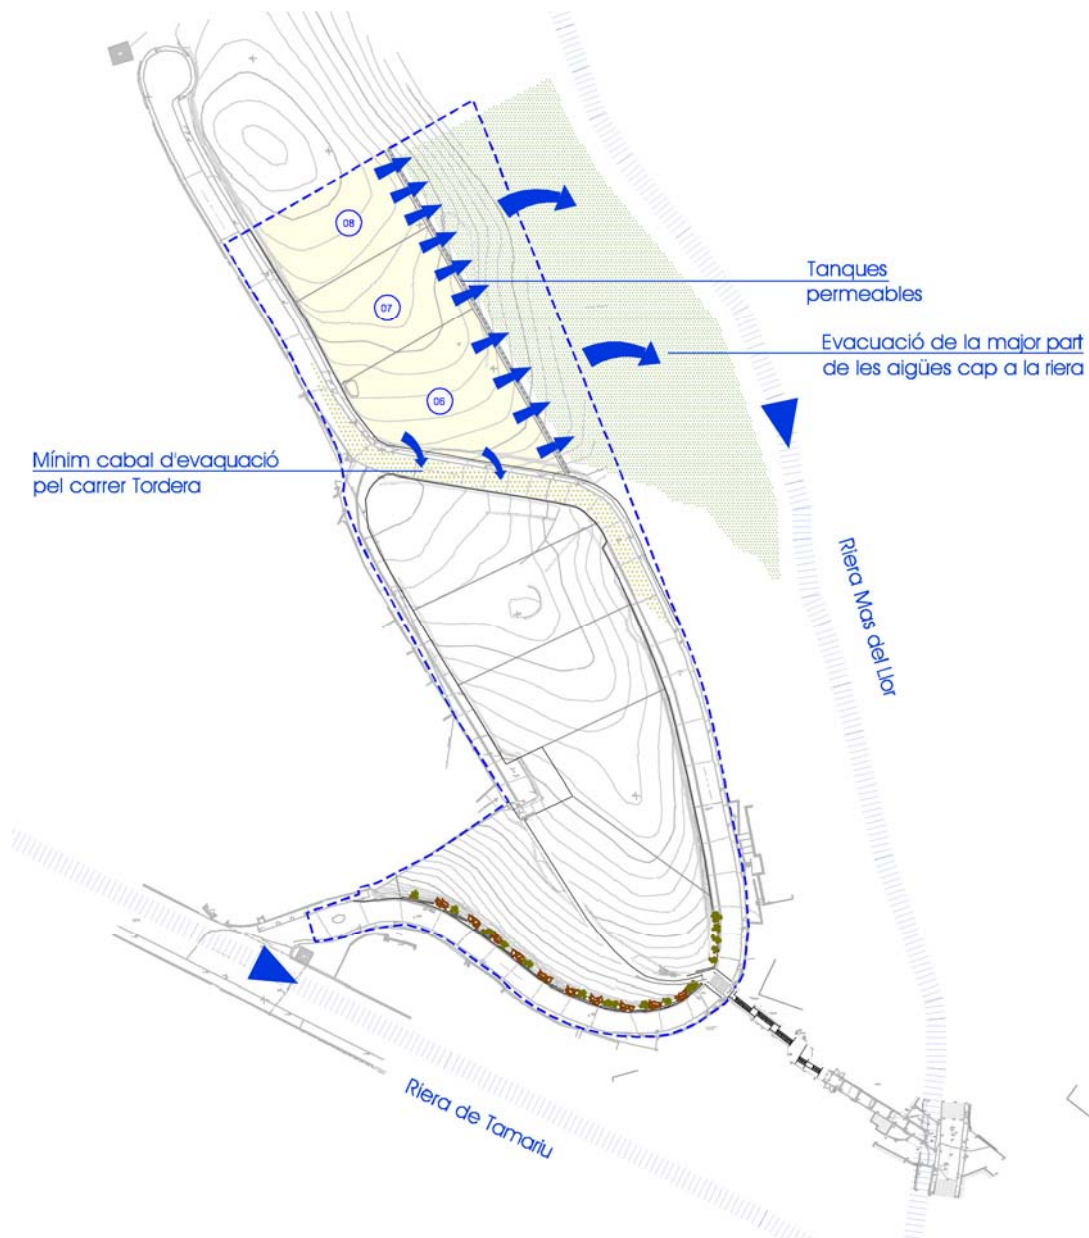 08
07
06
Tanques
permeables
Evacuació de la major part
de les aigües cap a la riera
Mínim cabal d'evaquació
pel carrer Tordera
Riera Mas del Llor
Riera de Tamariu